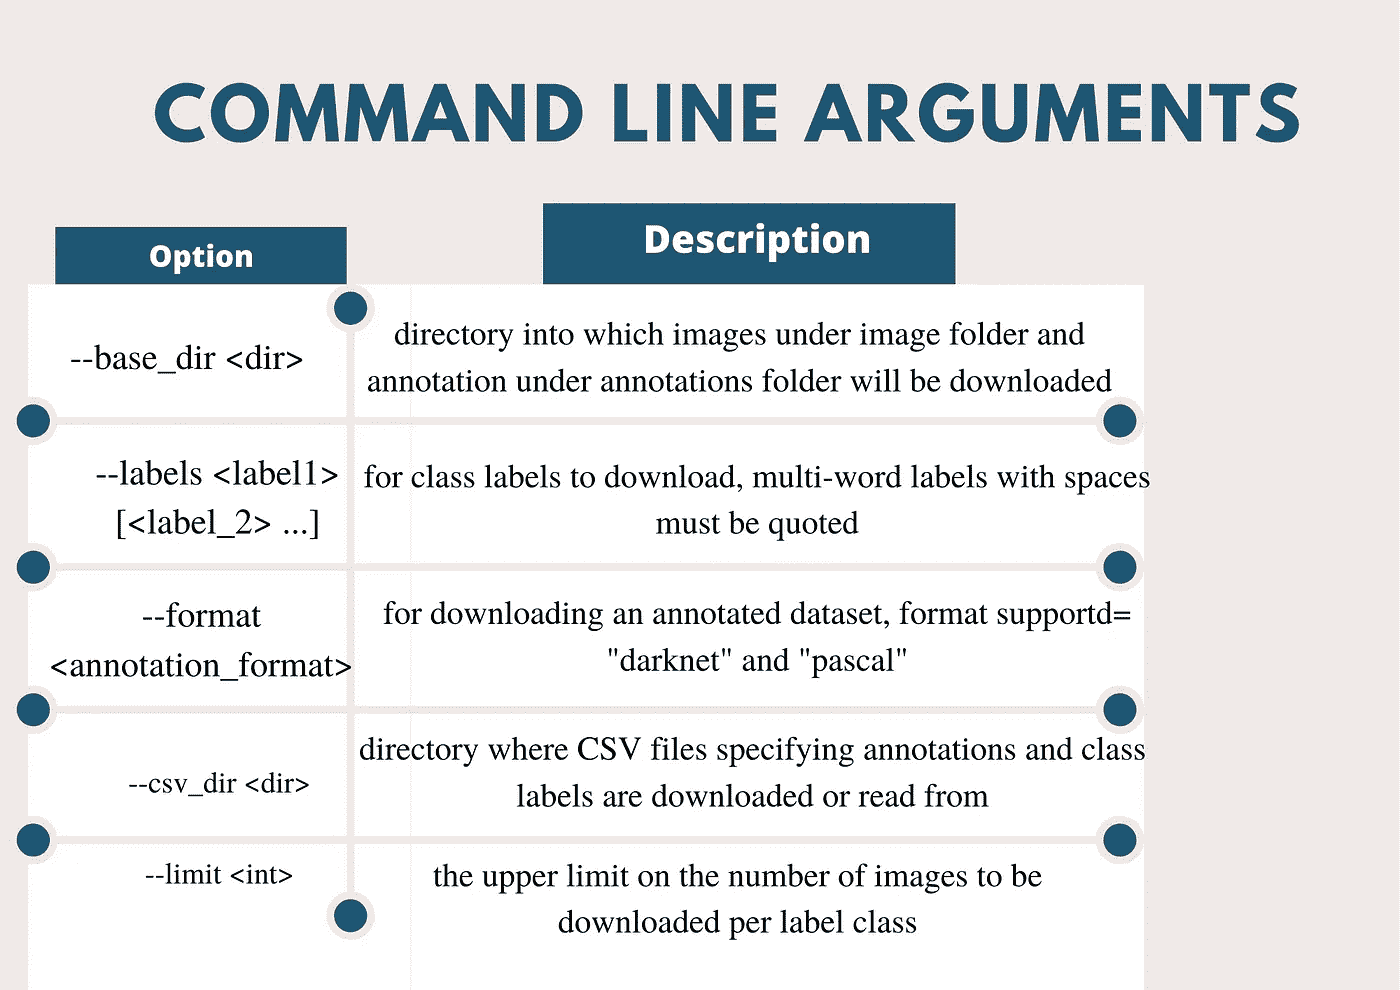 COMMAND LINE ARGUMENTS
Option
Description
--base_dir <dir>
directory into which images under image folder and
annotation under annotations folder will be downloaded
--labels <label1>
[<label_2> ...]
for class labels to download, multi-word labels with spaces
must be quoted
--format
<annotation_format>
for downloading an annotated dataset, format supportd=
"darknet" and "pascal"
--csv_dir <dir>
directory where CSV files specifying annotations and class
labels are downloaded or read from
--limit <int>
the upper limit on the number of images to be
downloaded per label class